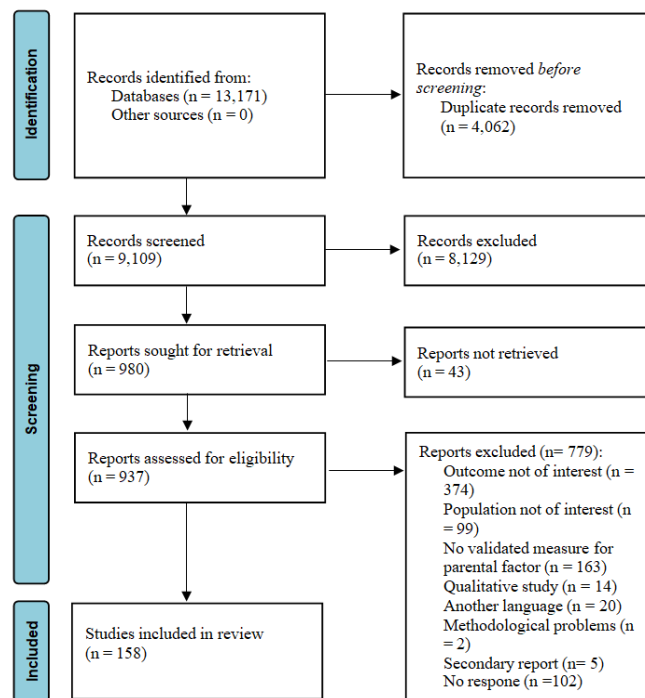 Identification
Records identified from:
Databases (n = 13,171)
Other sources (n = 0)
Records removed before
screening:
Duplicate records removed
(n = 4,062)
Screening
Records screened
(n = 9,109)
Records excluded
(n = 8,129)
Reports sought for retrieval
(n = 980)
Reports not retrieved
(n = 43)
Reports assessed for eligibility
(n = 937)
Reports excluded (n= 779):
Outcome not of interest (n =
374)
Population not of interest (n
= 99)
No validated measure for
parental factor (n = 163)
Qualitative study (n = 14)
Another language (n = 20)
Methodological problems (n
= 2)
Secondary report (n= 5)
No respone (n =102)
Included
Studies included in review
(n = 158)